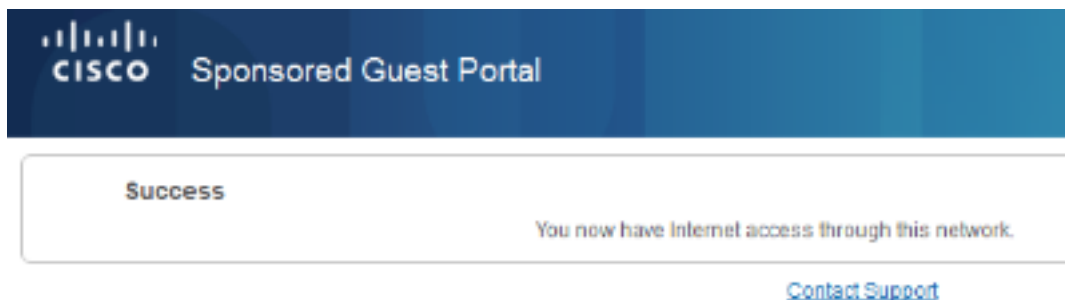 CISCO Sponsored Guest Portal
Success
You now have Internet access through this network.
Contact Support